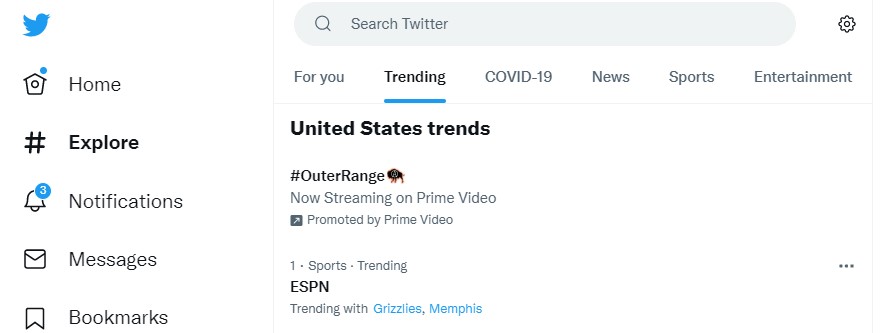 Search Twitter
Home
Explore
3
Notifications
Messages
Bookmarks
For you Trending COVID-19 News Sports Entertainment
United States trends
#OuterRange
Now Streaming on Prime Video
Promoted by Prime Video
1 · Sports · Trending
ESPN
Trending with Grizzlies, Memphis